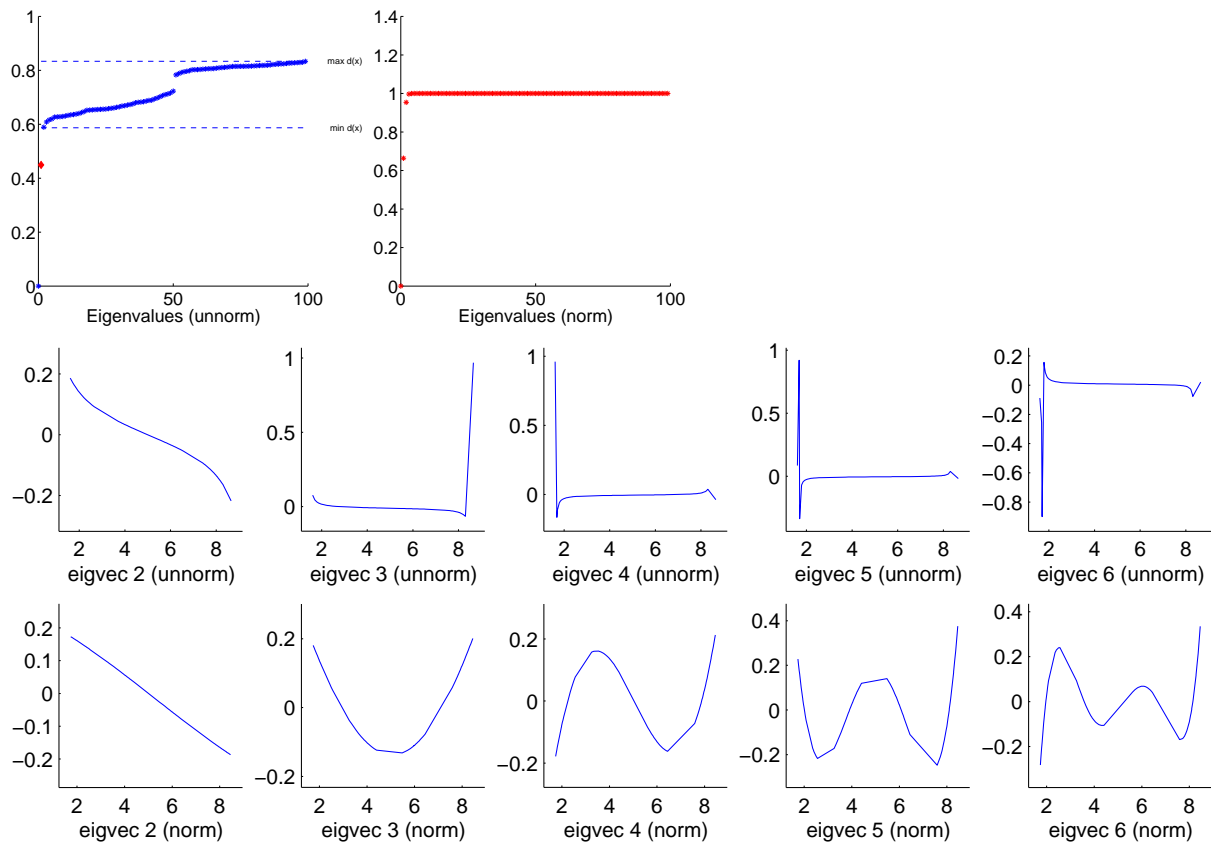 1
0.8
0.6
0.4
0.2
0
0
50
100
max d(x)
min d(x)
Eigenvalues (unnorm)
1.4
1.2
1
0.8
0.6
0.4
0.2
0
0
50
100
Eigenvalues (norm)
0.2
0
−0.2
2 4 6 8
eigvec 2 (unnorm)
1
0.5
0
2 4 6 8
eigvec 3 (unnorm)
1
0.5
0
2 4 6 8
eigvec 4 (unnorm)
1
0.5
0
2 4 6 8
eigvec 5 (unnorm)
0.2
0
−0.2
−0.4
−0.6
−0.8
2 4 6 8
eigvec 6 (unnorm)
0.2
0.1
0
−0.1
−0.2
2 4 6 8
eigvec 2 (norm)
0.2
0
−0.2
2 4 6 8
eigvec 3 (norm)
0.2
0
−0.2
2 4 6 8
eigvec 4 (norm)
0.4
0.2
0
−0.2
2 4 6 8
eigvec 5 (norm)
0.4
0.2
0
−0.2
2 4 6 8
eigvec 6 (norm)